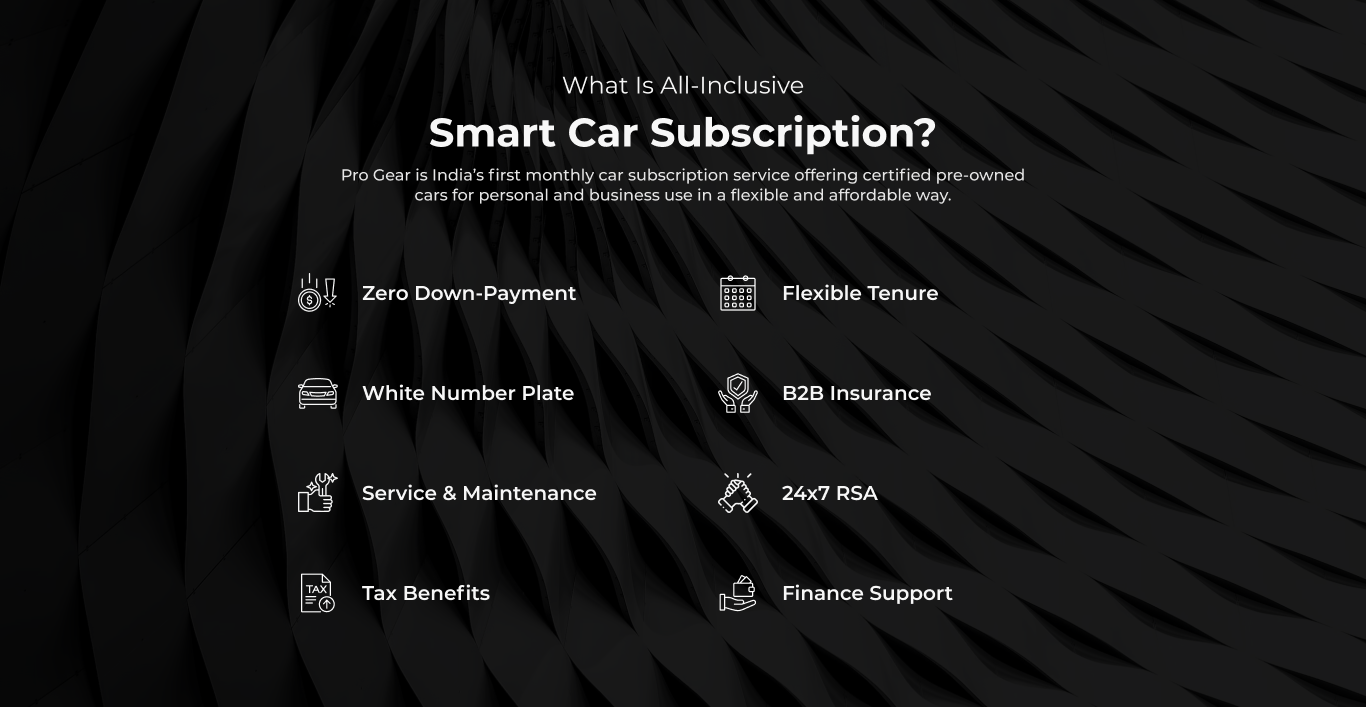 What Is All-Inclusive
Smart Car Subscription?
Pro Gear is India's first monthly car subscription service offering certified pre-owned
cars for personal and business use in a flexible and affordable way.
Zero Down-Payment
Flexible Tenure
White Number Plate
B2B Insurance
Service & Maintenance
24x7 RSA
TAX
Tax Benefits
Finance Support